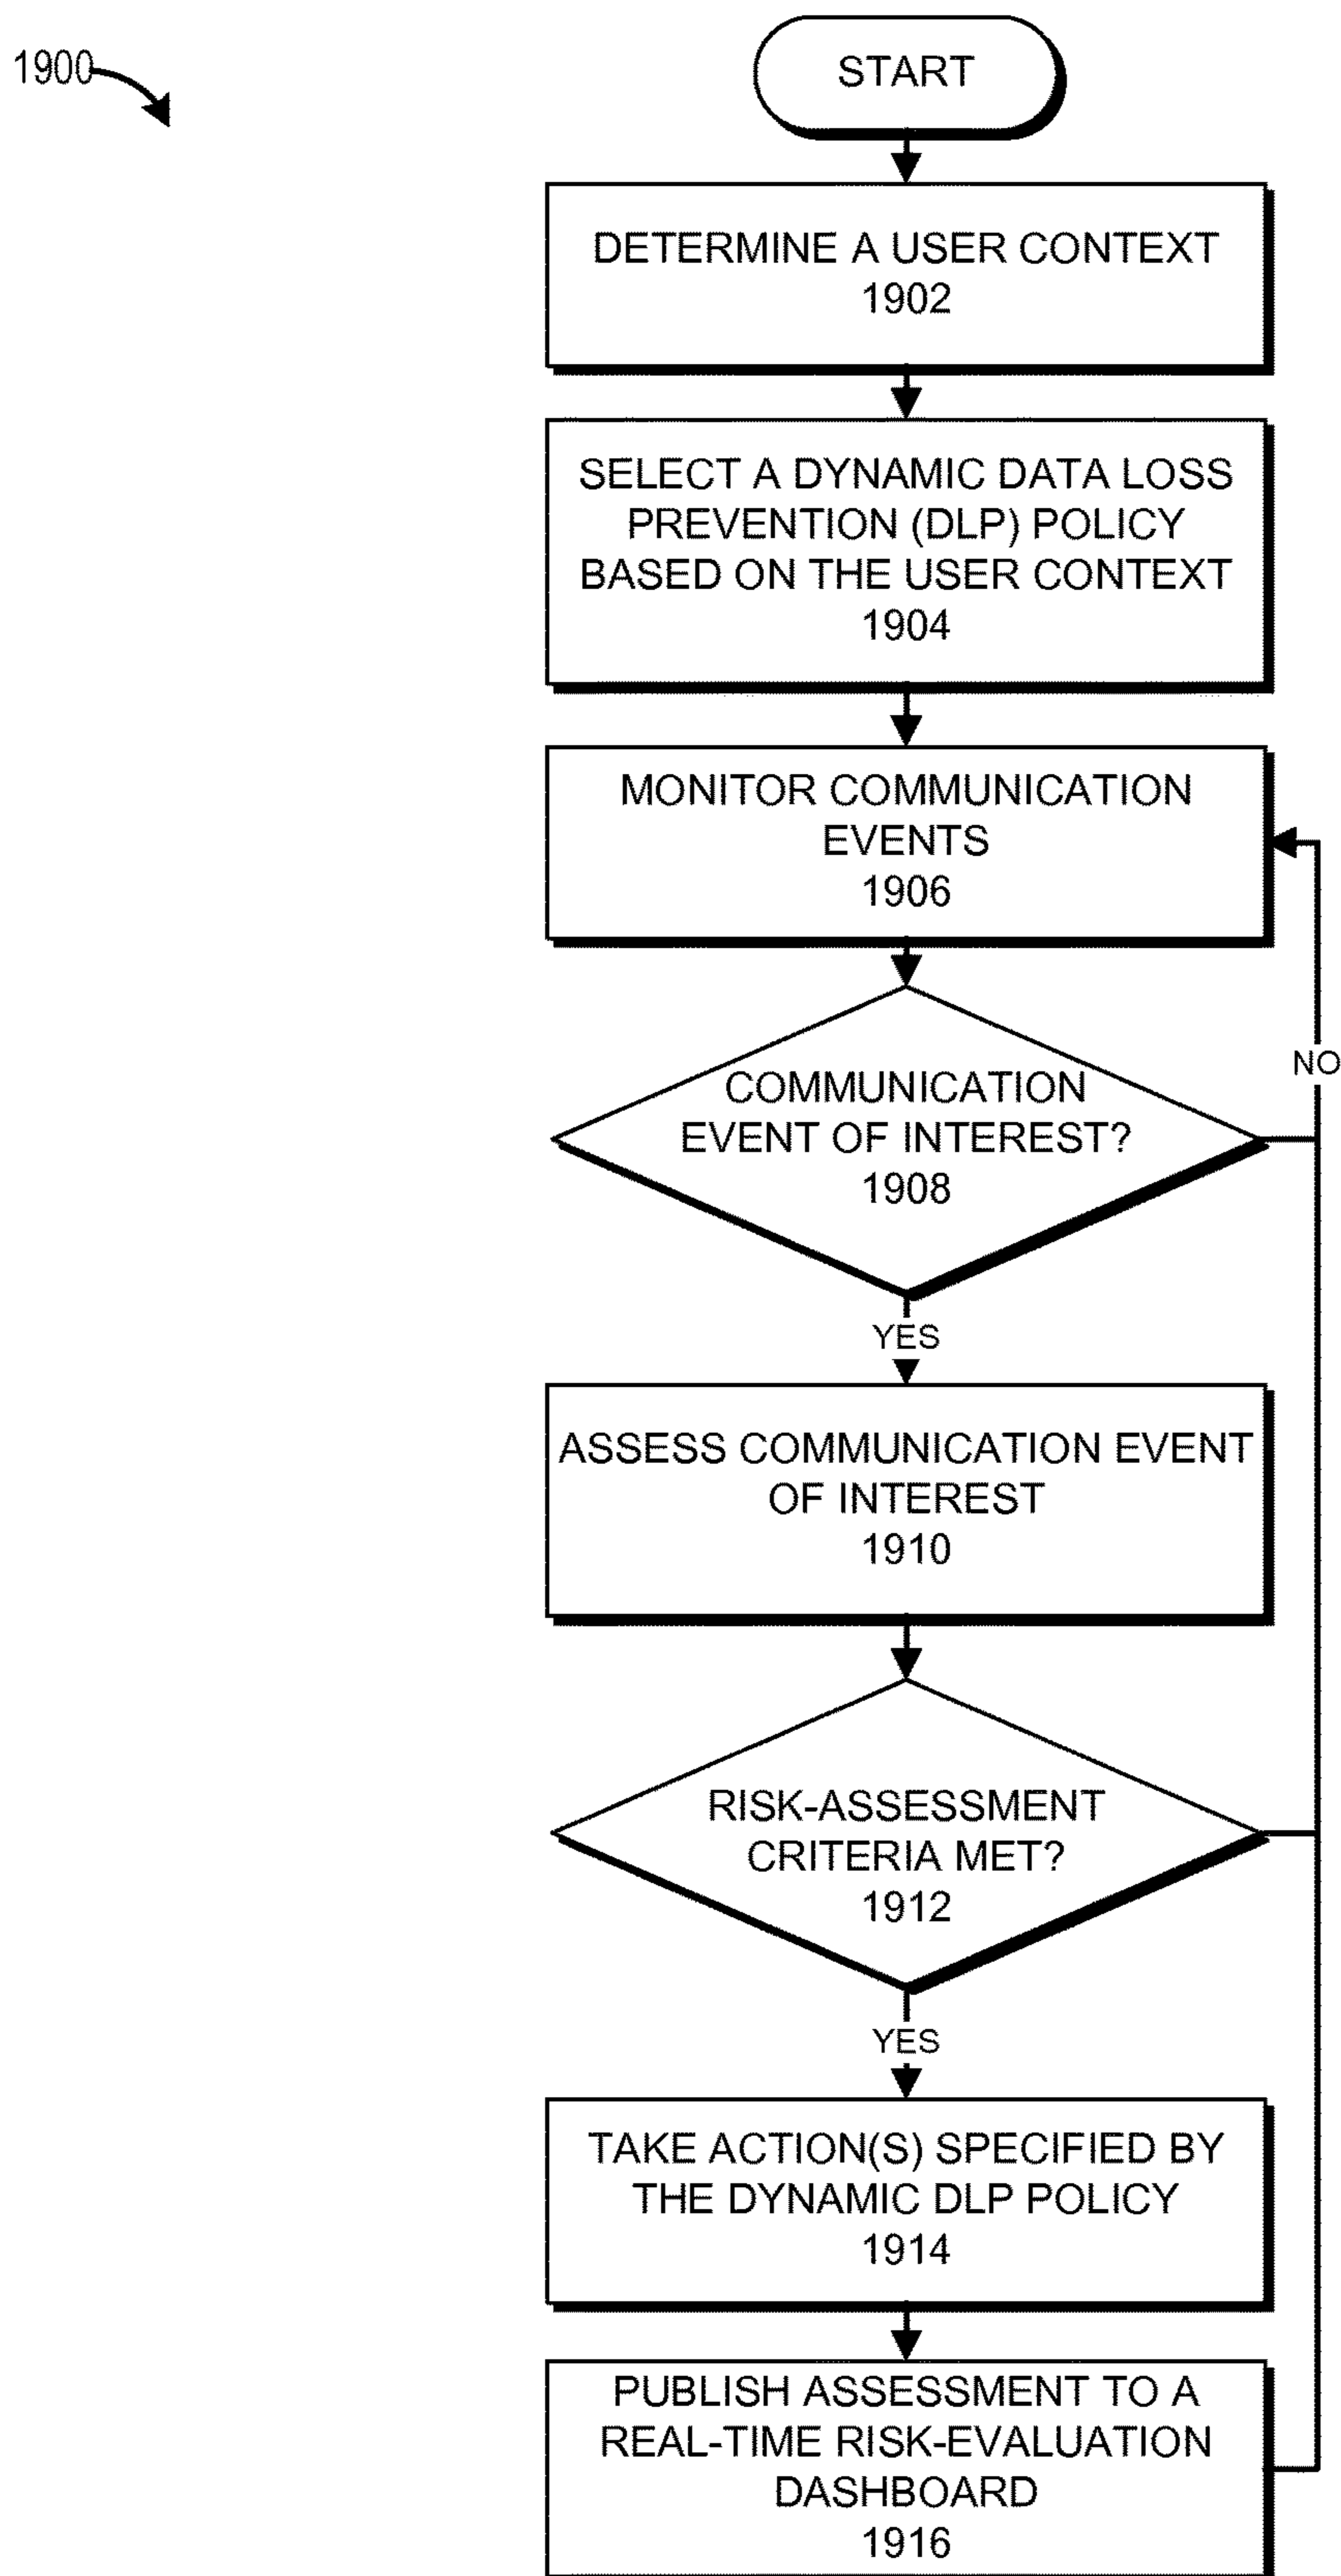 1900
START
DETERMINE A USER CONTEXT
1902
SELECT A DYNAMIC DATA LOSS
PREVENTION (DLP) POLICY
BASED ON THE USER CONTEXT
1904
MONITOR COMMUNICATION
EVENTS
1906
NO
COMMUNICATION
EVENT OF INTEREST?
1908
YES
ASSESS COMMUNICATION EVENT
OF INTEREST
1910
RISK-ASSESSMENT
CRITERIA MET?
1912
YES
TAKE ACTION(S) SPECIFIED BY
THE DYNAMIC DLP POLICY
1914
PUBLISH ASSESSMENT TO A
REAL-TIME RISK-EVALUATION
DASHBOARD
1916